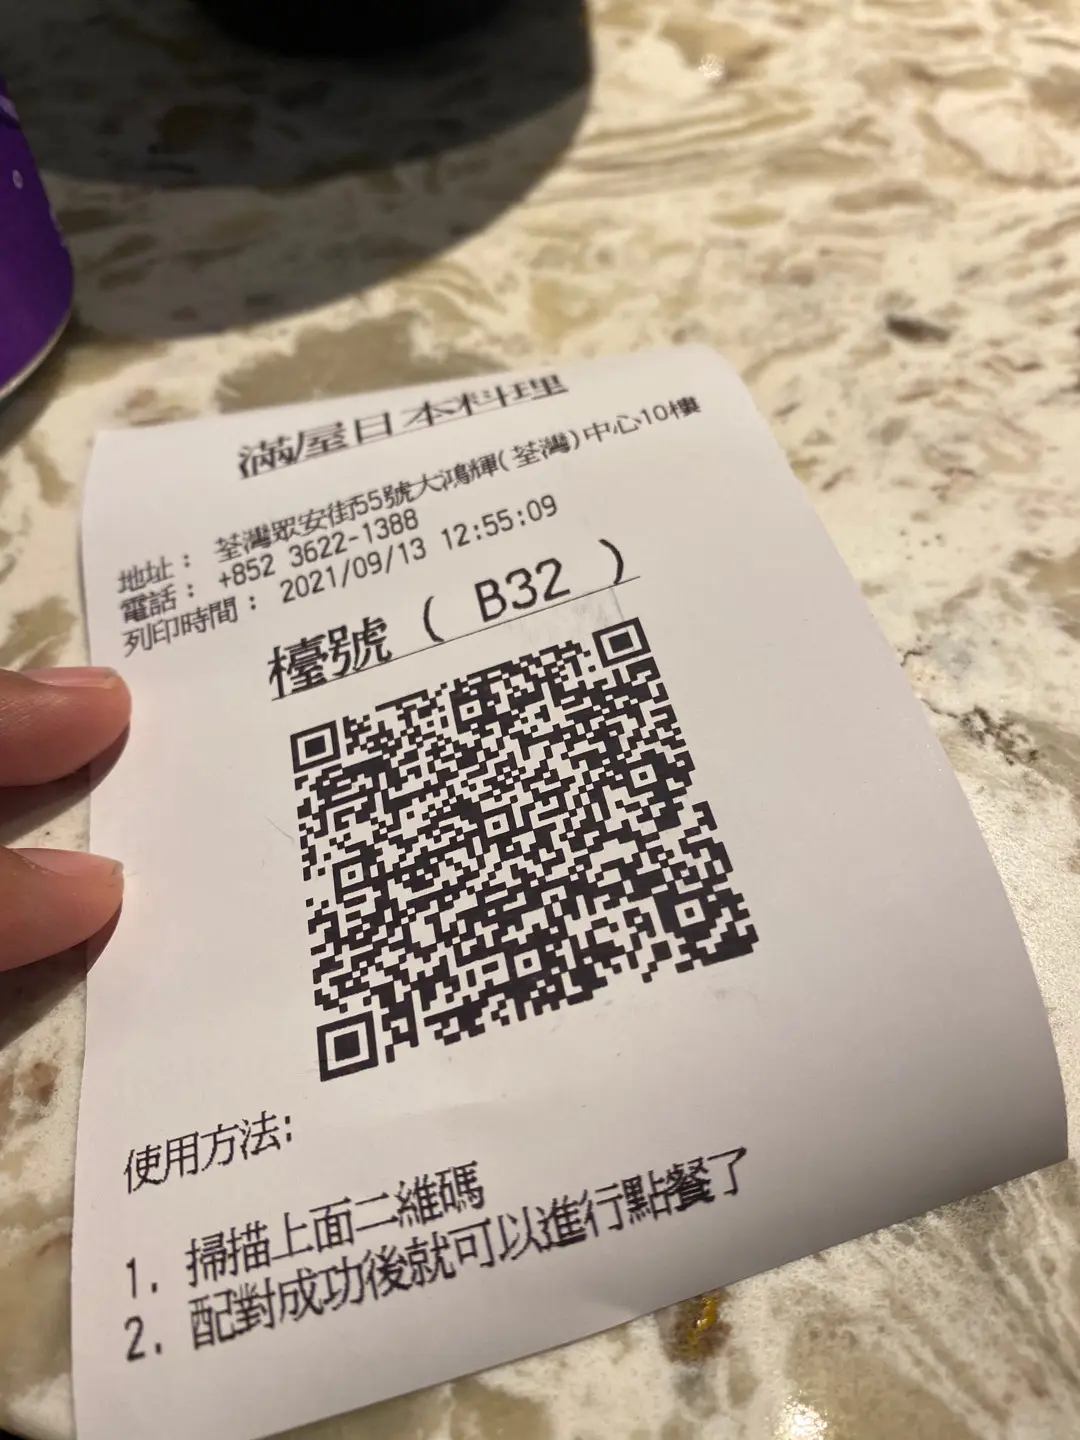 滿屋日本料理
地址： 荃灣眾安街55號大鴻輝(荃灣)中心10樓
電話： +852 3622-1388
列印時間： 2021/09/13 12:55:09
檯號 ( B32 )
使用方法:
1. 掃描上面二維碼
2. 配對成功後就可以進行點餐了